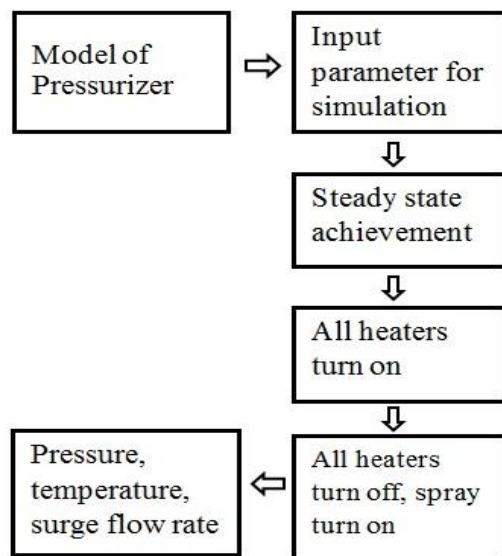 Model of
Pressurizer
Input
parameter for
simulation
Steady state
achievement
All heaters
turn on
All heaters
turn off, spray
turn on
Pressure,
temperature,
surge flow rate